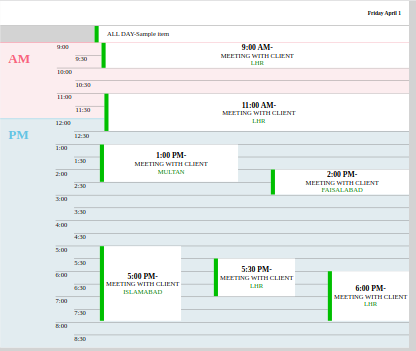 Friday April 1
ALL DAY-Sample item
AM
9:00
9:00 AM-
MEETING WITH CLIENT
LHR
9:30
10:00
10:30
11:00
11:00 AM-
MEETING WITH CLIENT
LHR
11:30
12:00
PM
12:30
1:00
1:00 PM-
MEETING WITH CLIENT
MULTAN
1:30
2:00
2:00 PM-
MEETING WITH CLIENT
FAISALABAD
2:30
3:00
3:30
4:00
4:30
5:00
5:00 PM-
MEETING WITH CLIENT
ISLAMABAD
5:30
5:30 PM-
MEETING WITH CLIENT
LHR
6:00
6:00 PM-
MEETING WITH CLIENT
LHR
6:30
7:00
7:30
8:00
8:30